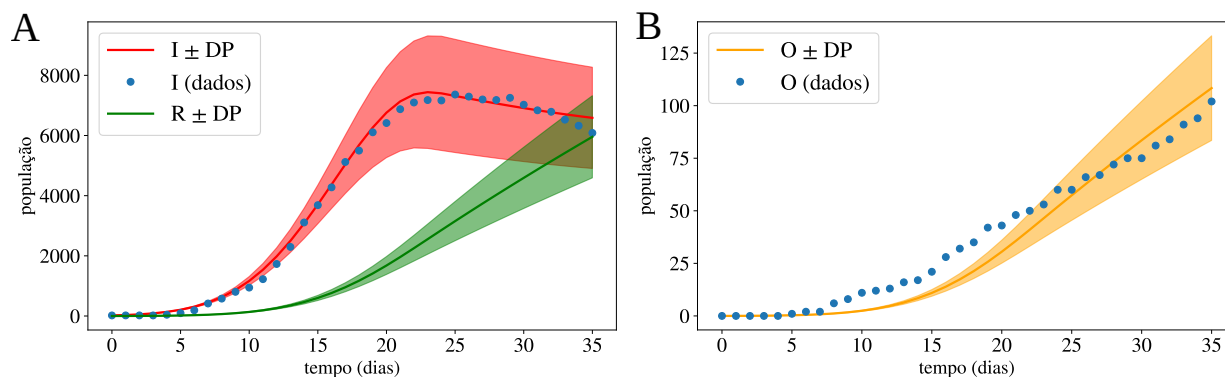 A
I ± DP
I (dados)
R ± DP
população
8000
6000
4000
2000
0
0 5 10 15 20 25 30 35
tempo (dias)
B
O ± DP
O (dados)
população
125
100
75
50
25
0
0 5 10 15 20 25 30 35
tempo (dias)